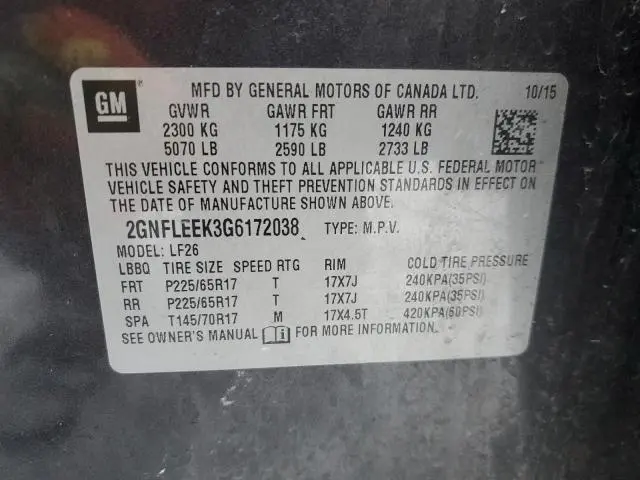 GM
MFD BY GENERAL MOTORS OF CANADA LTD. 10/15
GVWR GAWR FRT GAWR RR
2300 KG 1175 KG 1240 KG
5070 LB 2590 LB 2733 LB
THIS VEHICLE CONFORMS TO ALL APPLICABLE U.S. FEDERAL MOTOR
VEHICLE SAFETY AND THEFT PREVENTION STANDARDS IN EFFECT ON
THE DATE OF MANUFACTURE SHOWN ABOVE.
2GNFLEEK3G6172038 TYPE: M.P.V.
MODEL: LF26
LBBQ TIRE SIZE SPEED RTG RIM COLD TIRE PRESSURE
FRT P225/65R17 T 17X7J 240KPA(35PSI)
RR P225/65R17 T 17X7J 240KPA(35PSI)
SPA T145/70R17 M 17X4.5T 420KPA(60PSI)
SEE OWNER'S MANUAL FOR MORE INFORMATION.